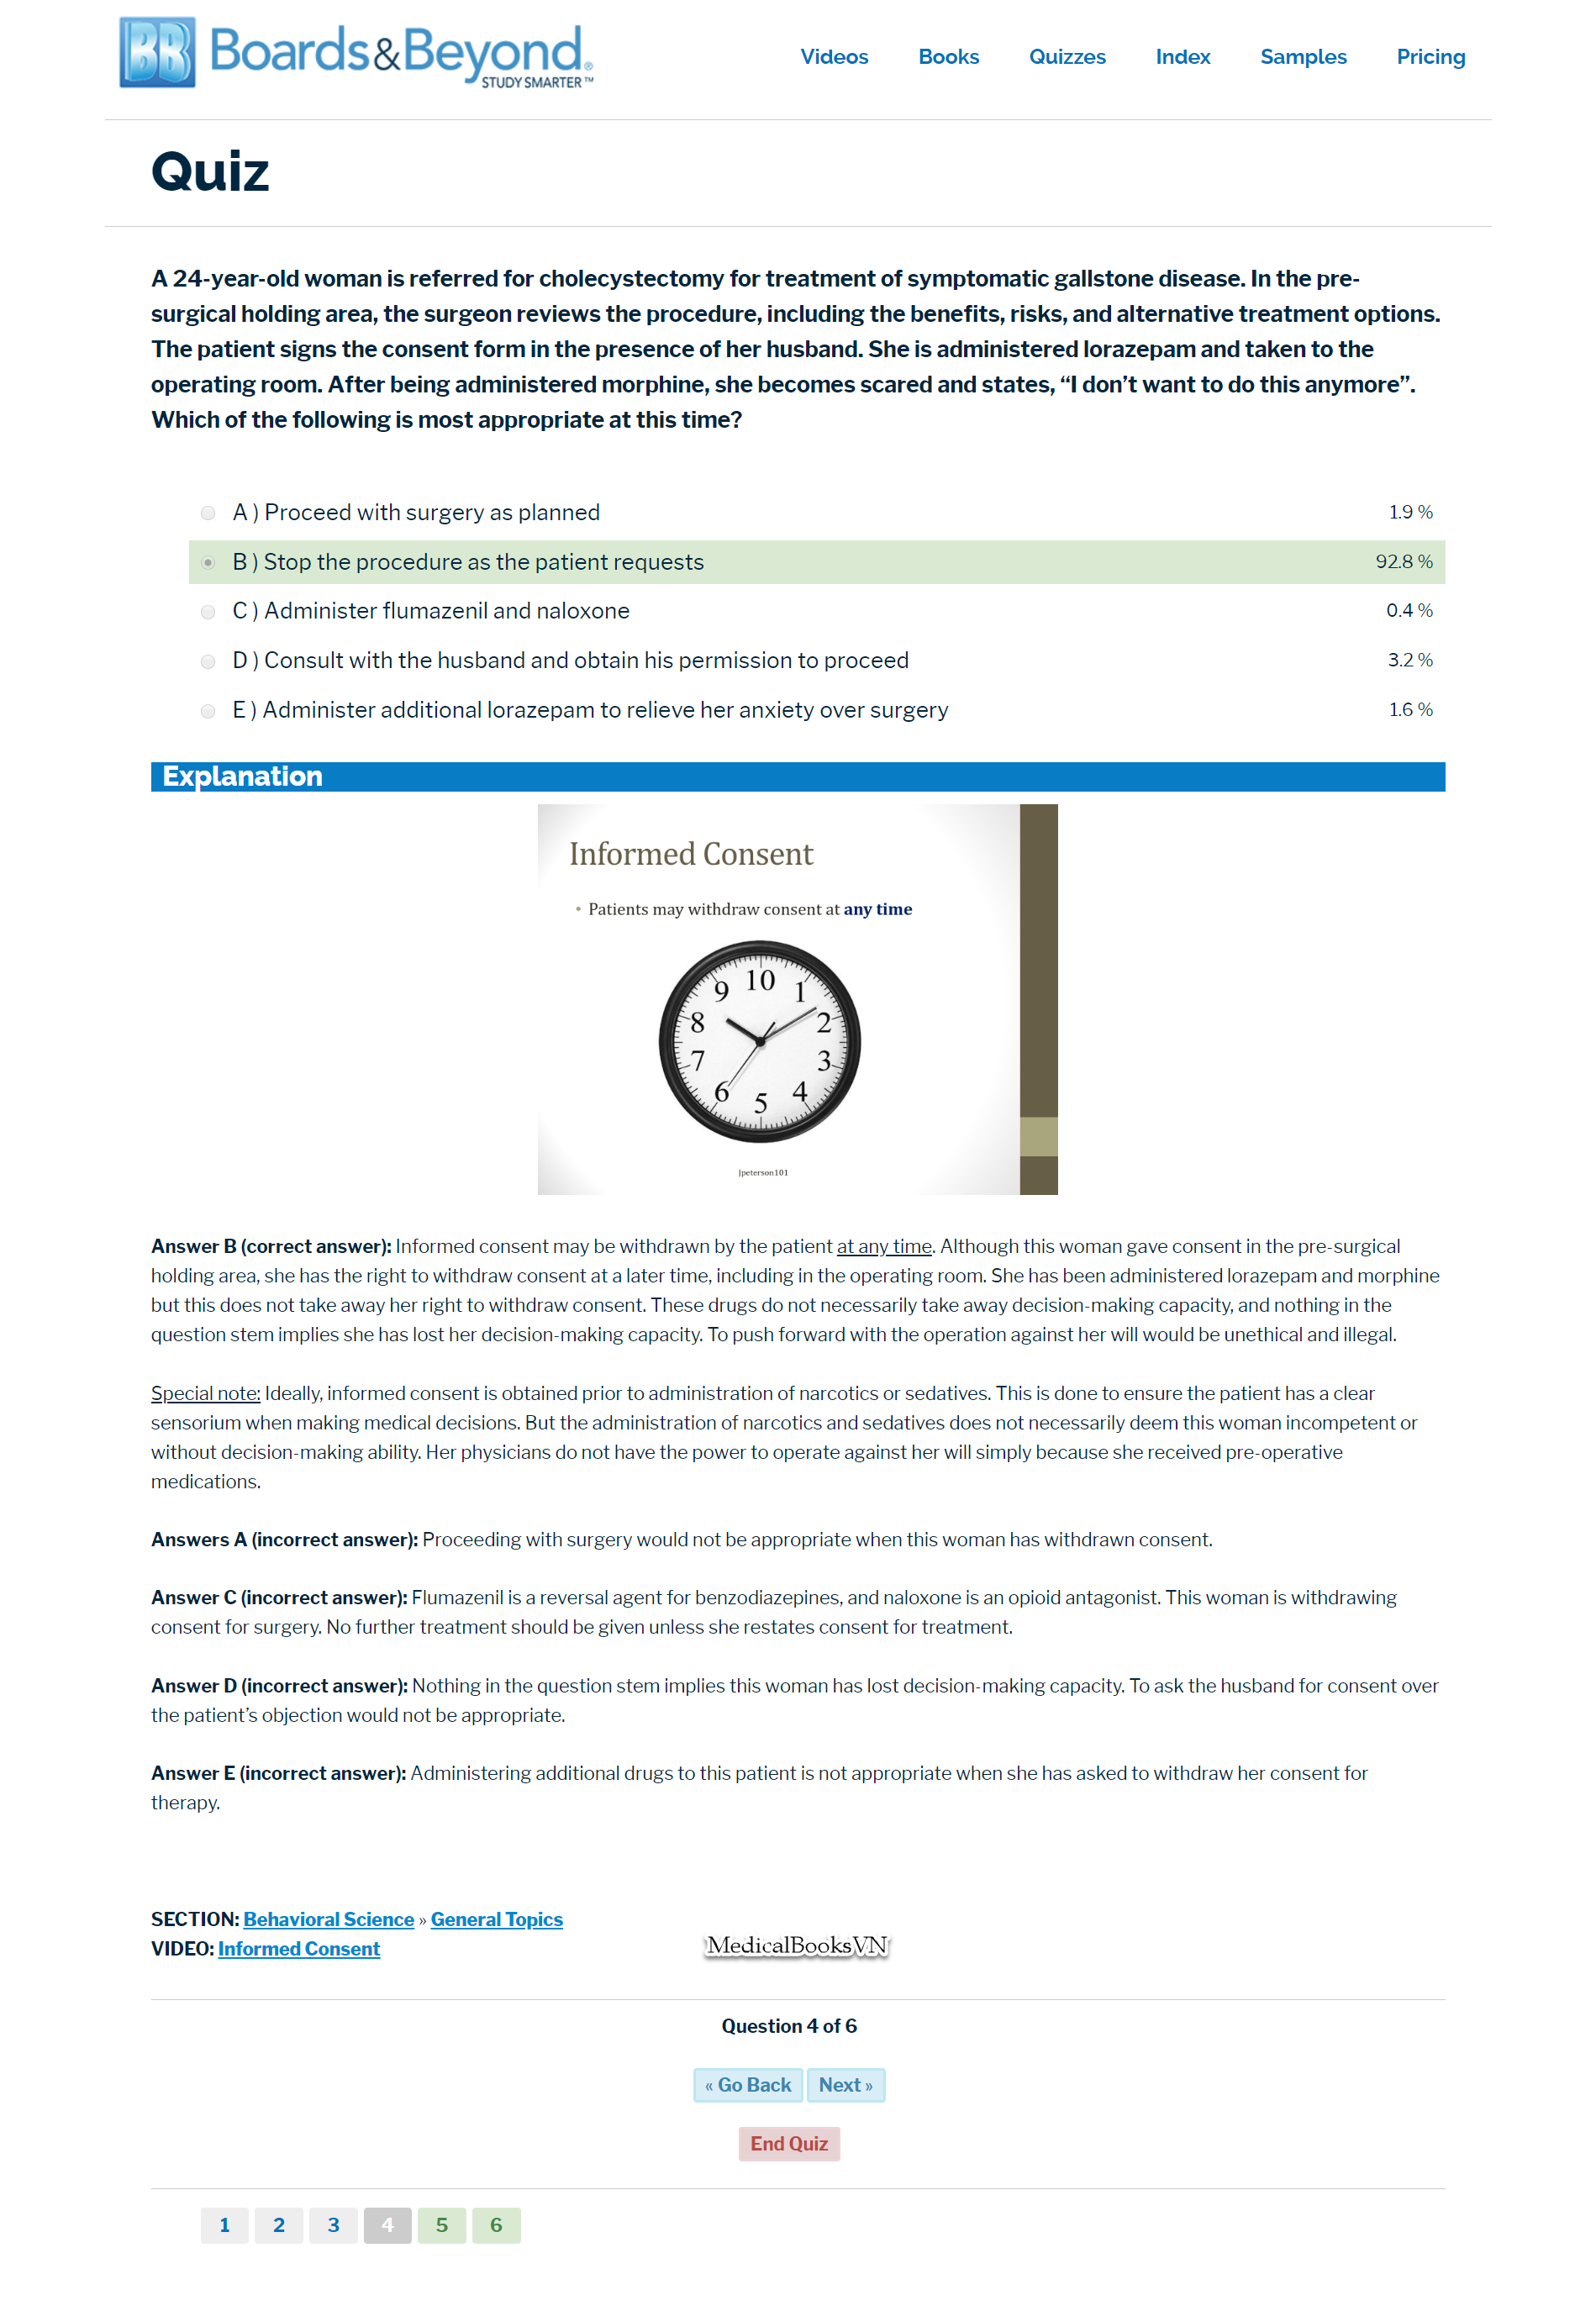 BB Boards&Beyond®
STUDY SMARTER™
Videos Books Quizzes Index Samples Pricing
Quiz
A 24-year-old woman is referred for cholecystectomy for treatment of symptomatic gallstone disease. In the pre-
surgical holding area, the surgeon reviews the procedure, including the benefits, risks, and alternative treatment options.
The patient signs the consent form in the presence of her husband. She is administered lorazepam and taken to the
operating room. After being administered morphine, she becomes scared and states, “I don’t want to do this anymore”.
Which of the following is most appropriate at this time?
A ) Proceed with surgery as planned 1.9 %
B ) Stop the procedure as the patient requests 92.8 %
C ) Administer flumazenil and naloxone 0.4 %
D ) Consult with the husband and obtain his permission to proceed 3.2 %
E ) Administer additional lorazepam to relieve her anxiety over surgery 1.6 %
Explanation
Informed Consent
• Patients may withdraw consent at any time
10
9 1
8 2
7 3
6 4
5
Jpeterson101
Answer B (correct answer): Informed consent may be withdrawn by the patient at any time. Although this woman gave consent in the pre-surgical
holding area, she has the right to withdraw consent at a later time, including in the operating room. She has been administered lorazepam and morphine
but this does not take away her right to withdraw consent. These drugs do not necessarily take away decision-making capacity, and nothing in the
question stem implies she has lost her decision-making capacity. To push forward with the operation against her will would be unethical and illegal.
Special note: Ideally, informed consent is obtained prior to administration of narcotics or sedatives. This is done to ensure the patient has a clear
sensorium when making medical decisions. But the administration of narcotics and sedatives does not necessarily deem this woman incompetent or
without decision-making ability. Her physicians do not have the power to operate against her will simply because she received pre-operative
medications.
Answers A (incorrect answer): Proceeding with surgery would not be appropriate when this woman has withdrawn consent.
Answer C (incorrect answer): Flumazenil is a reversal agent for benzodiazepines, and naloxone is an opioid antagonist. This woman is withdrawing
consent for surgery. No further treatment should be given unless she restates consent for treatment.
Answer D (incorrect answer): Nothing in the question stem implies this woman has lost decision-making capacity. To ask the husband for consent over
the patient’s objection would not be appropriate.
Answer E (incorrect answer): Administering additional drugs to this patient is not appropriate when she has asked to withdraw her consent for
therapy.
SECTION: Behavioral Science » General Topics
VIDEO: Informed Consent
MedicalBooksVN
Question 4 of 6
« Go Back Next »
End Quiz
1 2 3 4 5 6